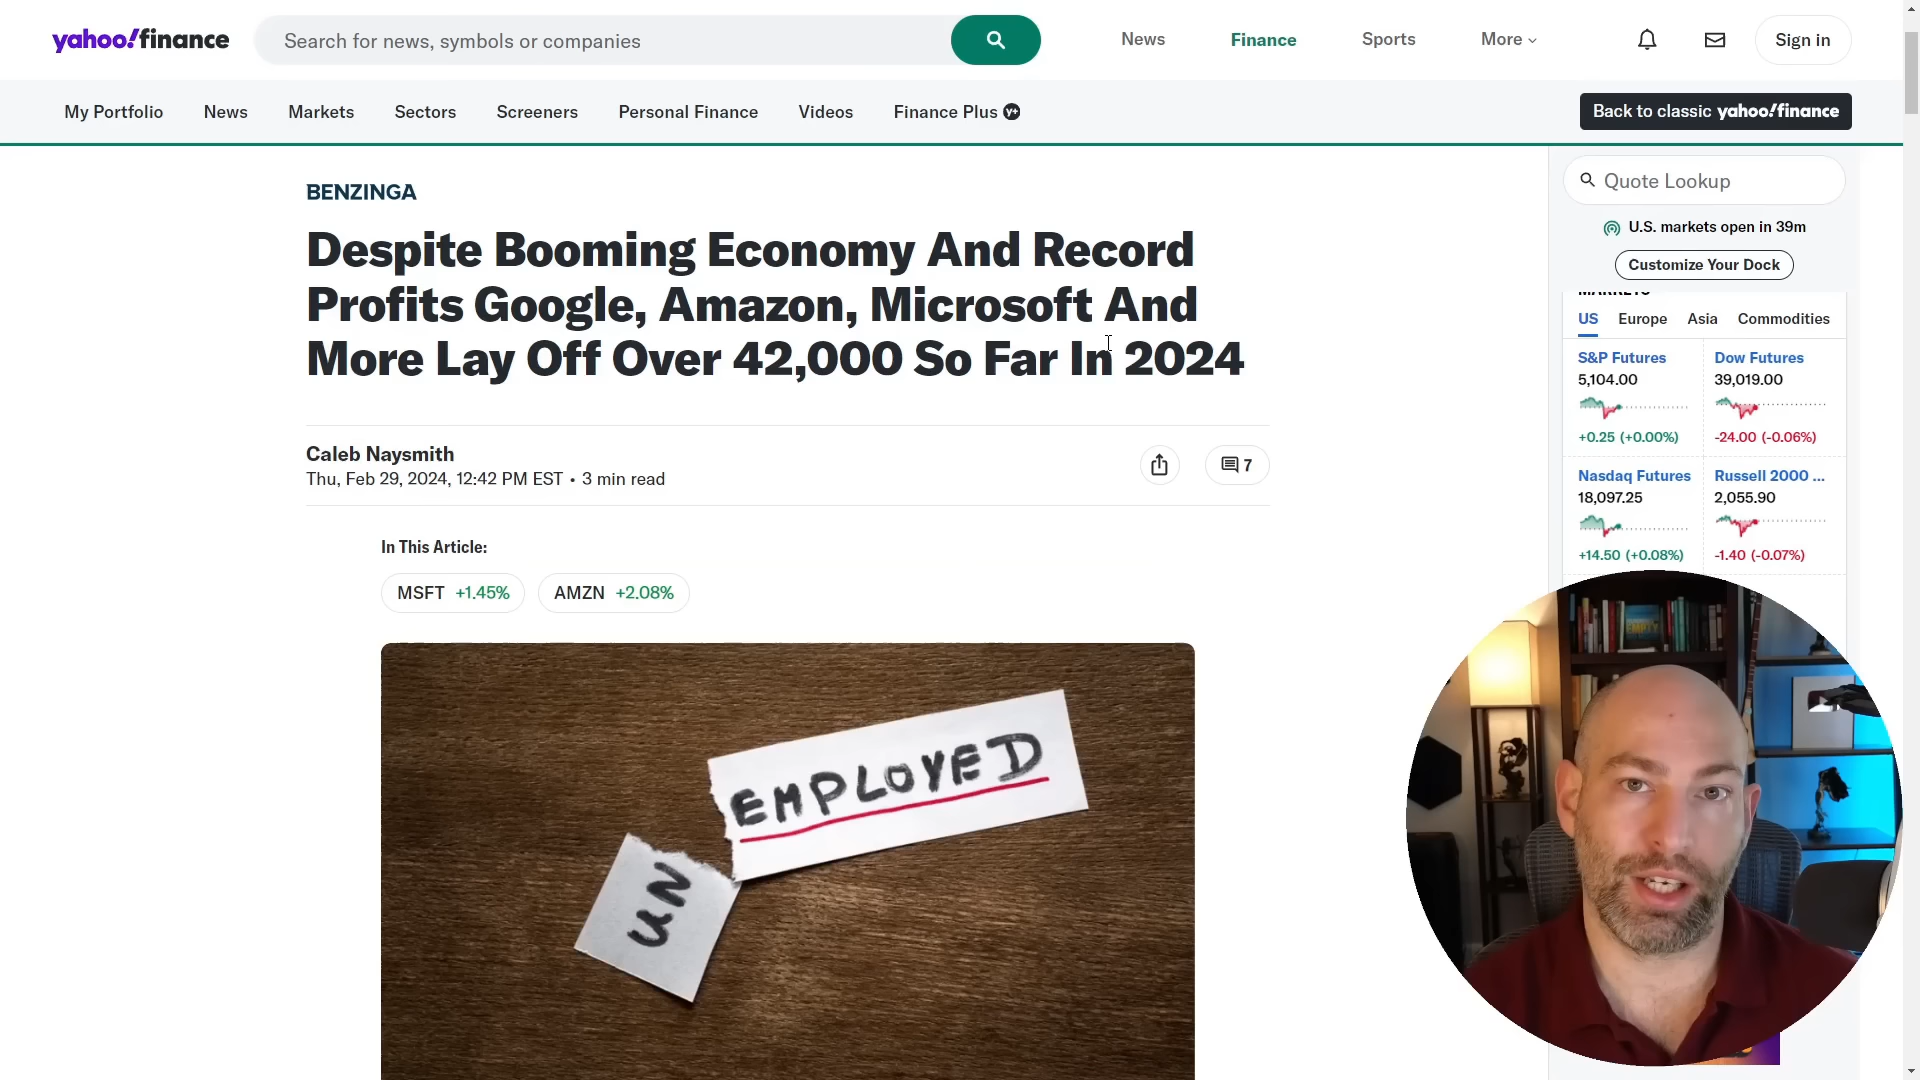 yahoo!finance
Search for news, symbols or companies
News
Finance
Sports
More
Sign in
My Portfolio
News
Markets
Sectors
Screeners
Personal Finance
Videos
Finance Plus y+
Back to classic yahoo!finance
BENZINGA
Despite Booming Economy And Record
Profits Google, Amazon, Microsoft And
More Lay Off Over 42,000 So Far In 2024
Caleb Naysmith
Thu, Feb 29, 2024, 12:42 PM EST • 3 min read
7
In This Article:
MSFT +1.45%
AMZN +2.08%
EMPLOYED
UN
Quote Lookup
U.S. markets open in 39m
Customize Your Dock
MARKETS
US
Europe
Asia
Commodities
S&P Futures
5,104.00
+0.25 (+0.00%)
Dow Futures
39,019.00
-24.00 (-0.06%)
Nasdaq Futures
18,097.25
+14.50 (+0.08%)
Russell 2000 ...
2,055.90
-1.40 (-0.07%)
EMPTY